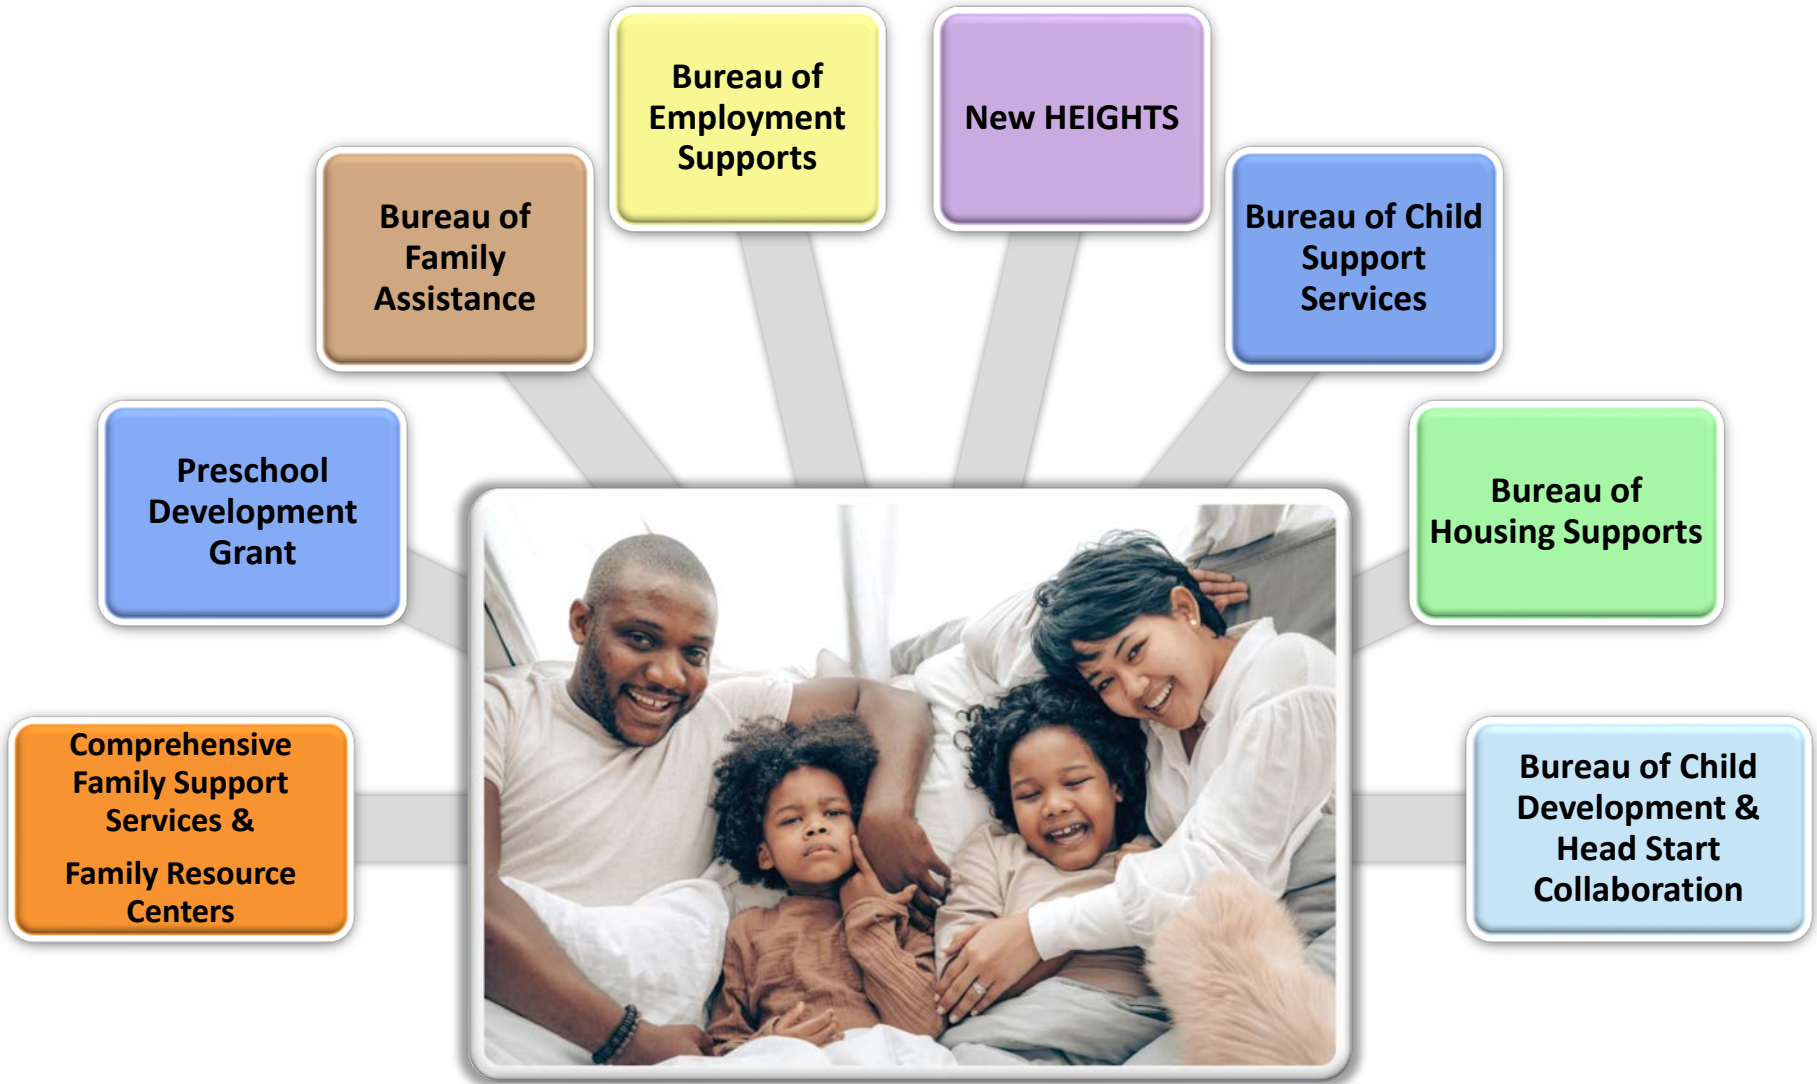 Bureau of
Employment
Supports
New HEIGHTS
Bureau of
Family
Assistance
Bureau of Child
Support
Services
Preschool
Development
Grant
Bureau of
Housing Supports
Comprehensive
Family Support
Services &
Family Resource
Centers
Bureau of Child
Development &
Head Start
Collaboration